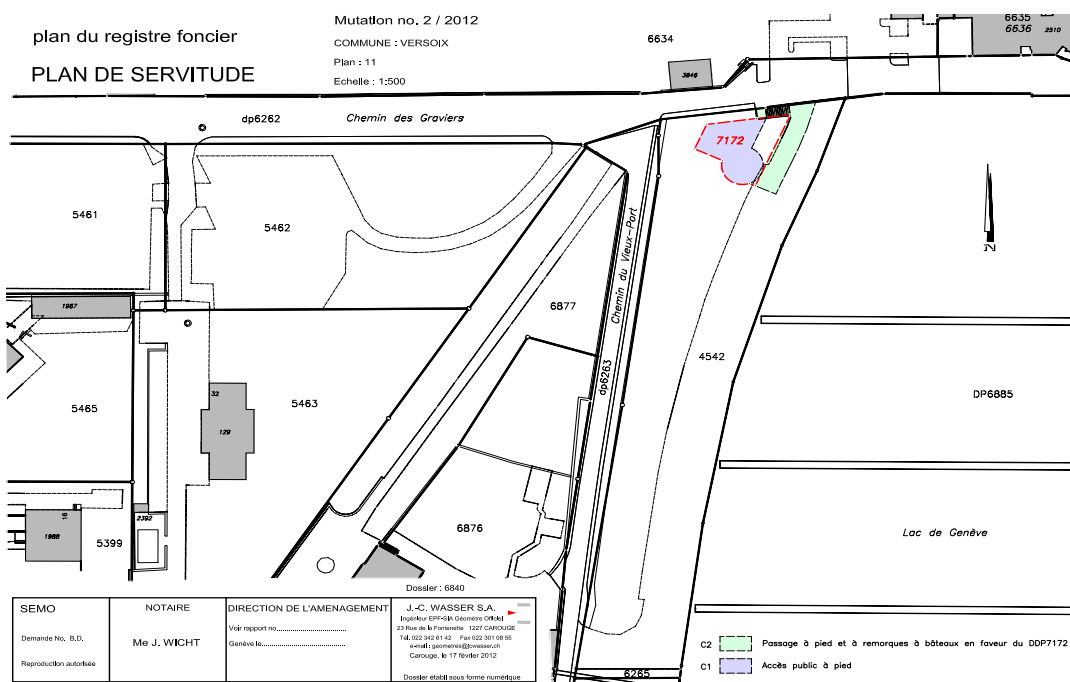 plan du registre foncier
PLAN DE SERVITUDE
Mutation no. 2 / 2012
COMMUNE : VERSOIX
Plan : 11
Echelle : 1:500
6634
3846
6635
6636
2510
dp6262
Chemin des Graviers
7172
5461
5462
1967
6877
Chemin du Vieux-Port
dp6263
4542
DP6885
5465
5463
32
129
6876
16
1966
5399
2392
Lac de Genève
N
6265
Dossier : 6840
SEMO
Demande No. B.D.
Reproduction autorisée
NOTAIRE
Me J. WICHT
DIRECTION DE L'AMENAGEMENT
Voir rapport no.
Genève le
J.-C. WASSER S.A.
Ingénieur EPF-SIA Géomètre Officiel
23 Rue de la Fontenette 1227 CAROUGE
Tél. 022 342 61 42 Fax 022 301 08 55
e-mail : geometres@jcwasser.ch
Carouge, le 17 février 2012
Dossier établi sous forme numérique
C2 Passage à pied et à remorques à bâteaux en faveur du DDP7172
C1 Accès public à pied